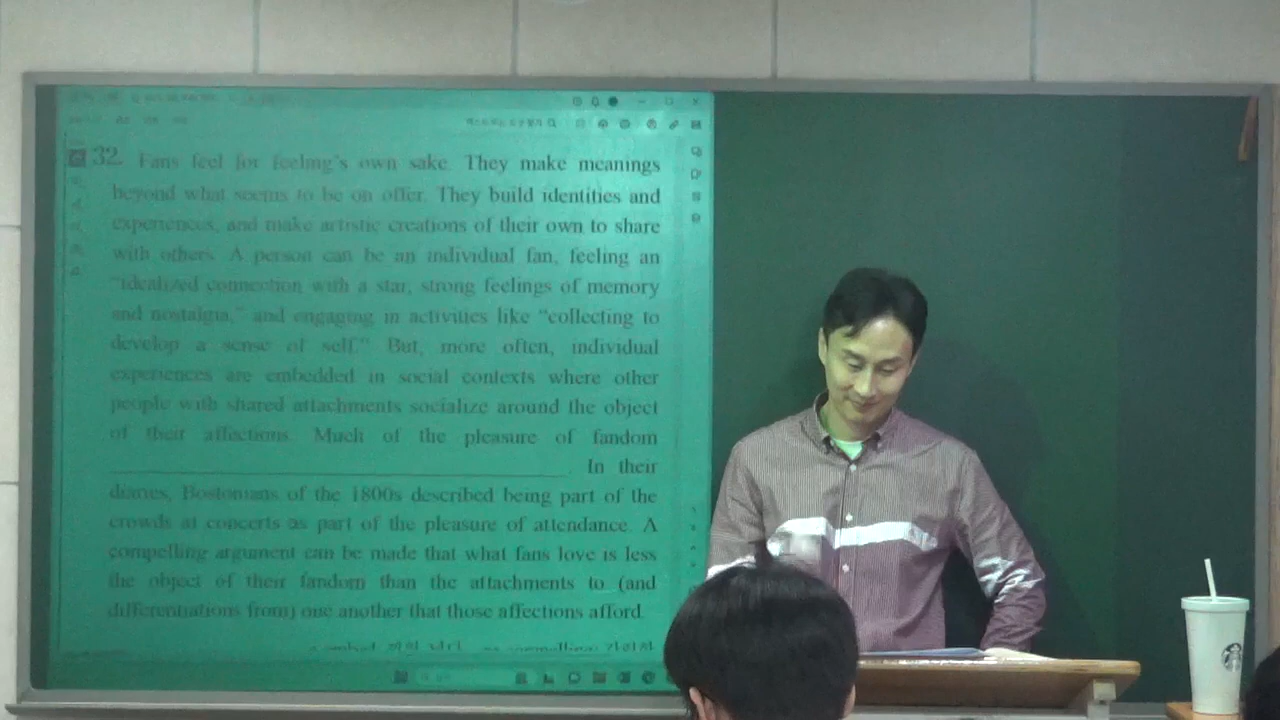 32. Fans feel for feeling's own sake. They make meanings
beyond what seems to be on offer. They build identities and
experiences, and make artistic creations of their own to share
with others. A person can be an individual fan, feeling an
"idealized connection with a star, strong feelings of memory
and nostalgia," and engaging in activities like "collecting to
develop a sense of self." But, more often, individual
experiences are embedded in social contexts where other
people with shared attachments socialize around the object
of their affections. Much of the pleasure of fandom
. In their
diaries, Bostonians of the 1800s described being part of the
crowds at concerts as part of the pleasure of attendance. A
compelling argument can be made that what fans love is less
the object of their fandom than the attachments to (and
differentiations from) one another that those affections afford.